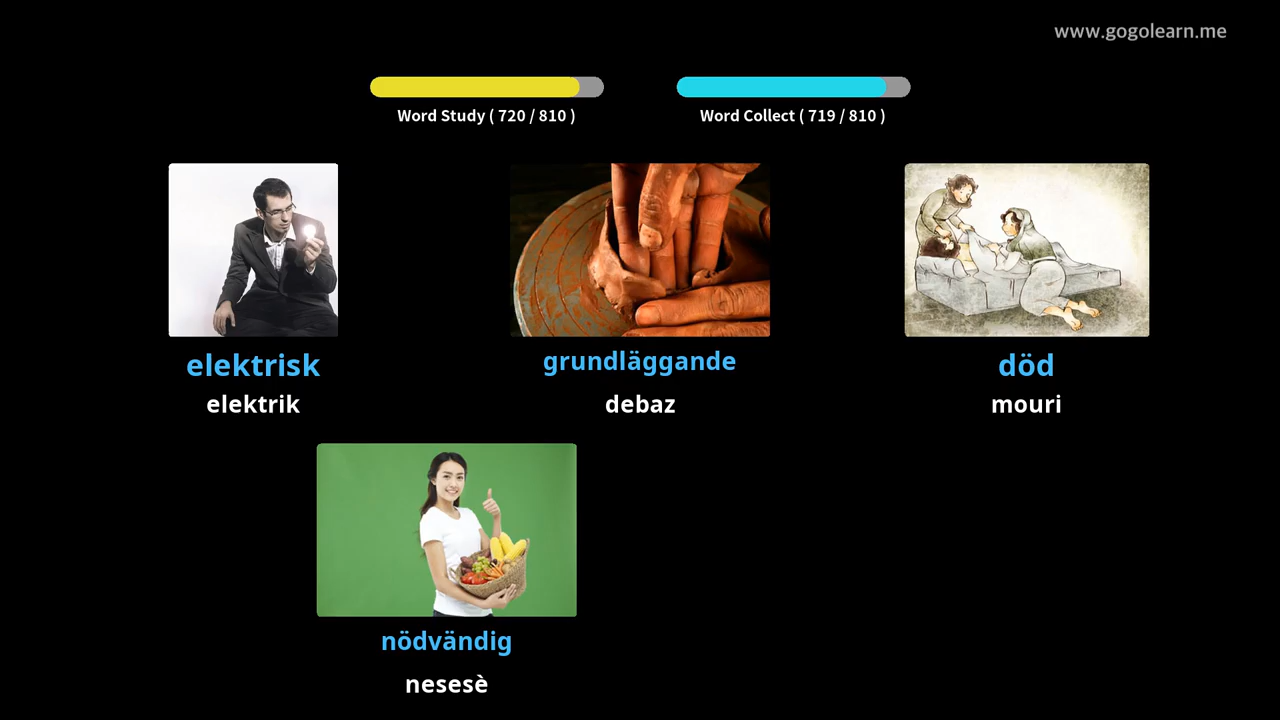 www.gogolearn.me
Word Study ( 720 / 810 )
Word Collect ( 719 / 810 )
elektrisk
elektrik
grundläggande
debaz
död
mouri
nödvändig
nesesè